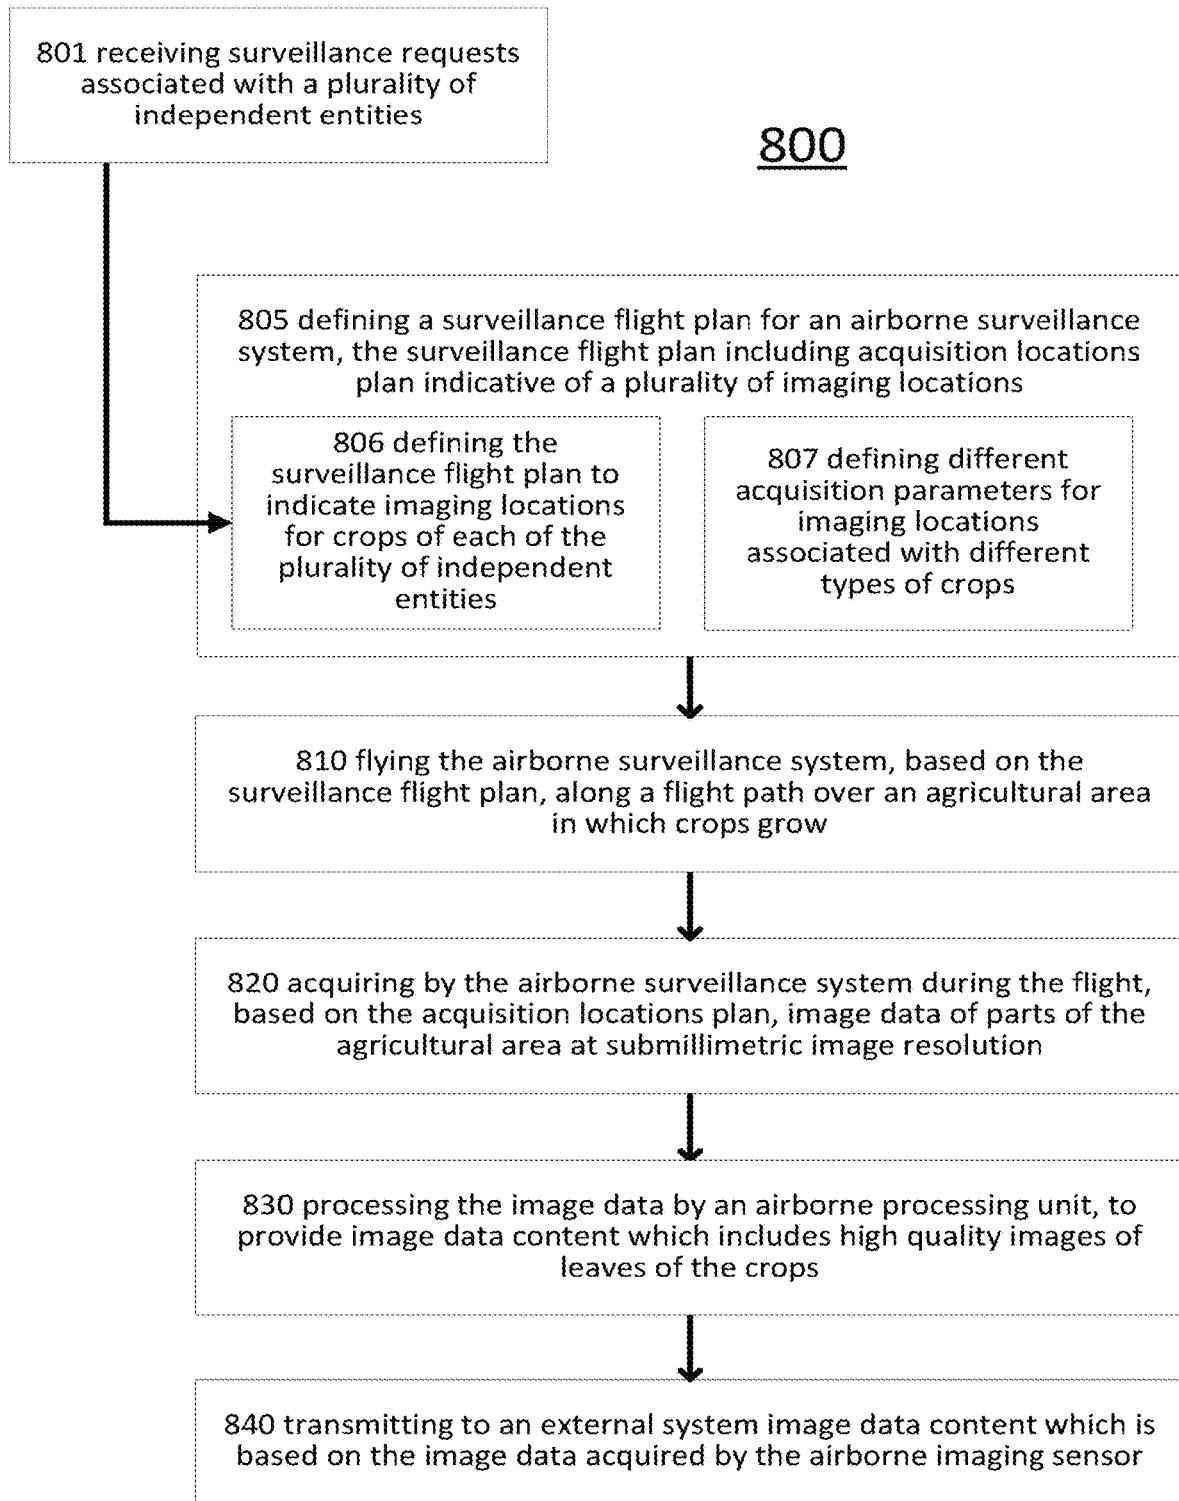 801 receiving surveillance requests
associated with a plurality of
independent entities
800
805 defining a surveillance flight plan for an airborne surveillance
system, the surveillance flight plan including acquisition locations
plan indicative of a plurality of imaging locations
806 defining the
surveillance flight plan to
indicate imaging locations
for crops of each of the
plurality of independent
entities
807 defining different
acquisition parameters for
imaging locations
associated with different
types of crops
810 flying the airborne surveillance system, based on the
surveillance flight plan, along a flight path over an agricultural area
in which crops grow
820 acquiring by the airborne surveillance system during the flight,
based on the acquisition locations plan, image data of parts of the
agricultural area at submillimetric image resolution
830 processing the image data by an airborne processing unit, to
provide image data content which includes high quality images of
leaves of the crops
840 transmitting to an external system image data content which is
based on the image data acquired by the airborne imaging sensor